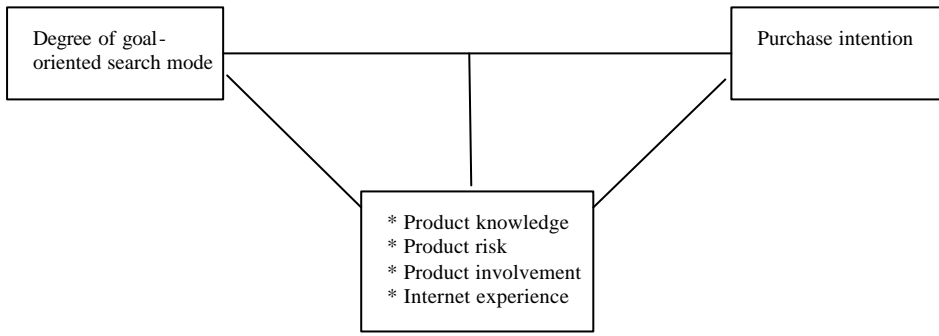 Degree of goal-
oriented search mode
Purchase intention
* Product knowledge
* Product risk
* Product involvement
* Internet experience